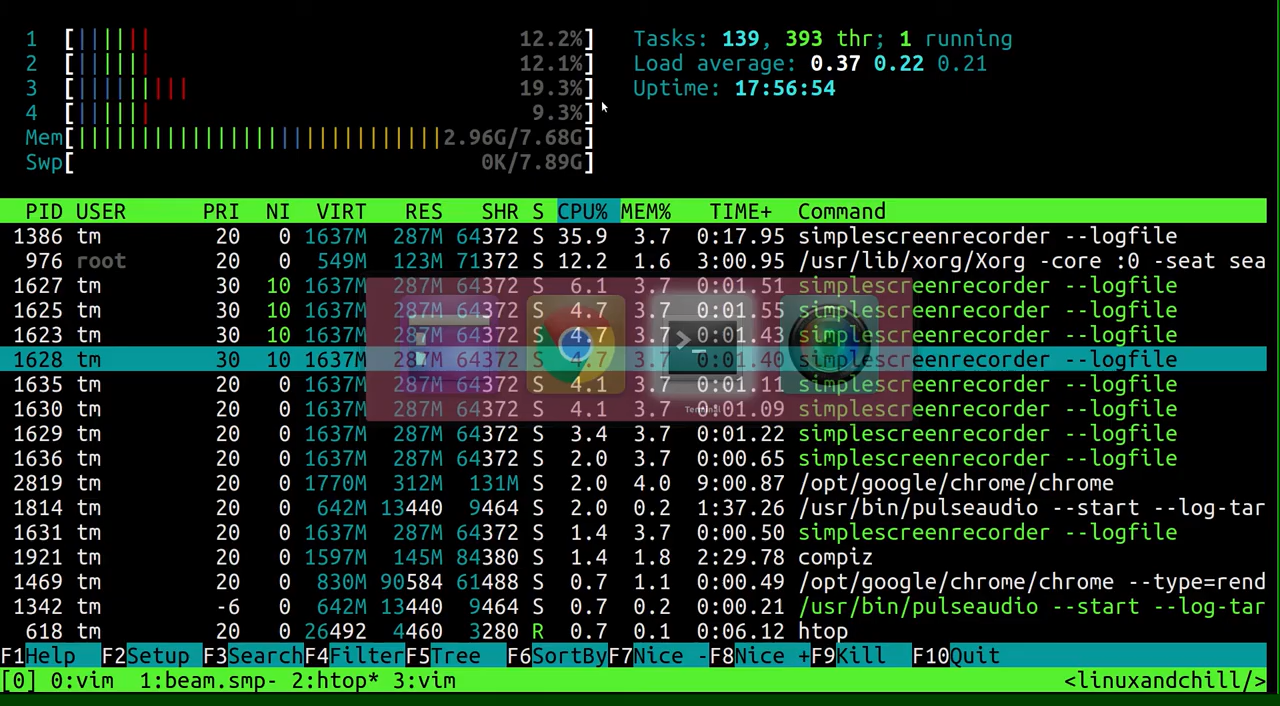 1 [|||||| 12.2%] Tasks: 139, 393 thr; 1 running
2 [|||||| 12.1%] Load average: 0.37 0.22 0.21
3 [||||||||| 19.3%] Uptime: 17:56:54
4 [|||||| 9.3%]
Mem[|||||||||||||||||||||||||||||2.96G/7.68G]
Swp[ 0K/7.89G]
PID USER PRI NI VIRT RES SHR S CPU% MEM% TIME+ Command
1386 tm 20 0 1637M 287M 64372 S 35.9 3.7 0:17.95 simplescreenrecorder --logfile
976 root 20 0 549M 123M 71372 S 12.2 1.6 3:00.95 /usr/lib/xorg/Xorg -core :0 -seat sea
1627 tm 30 10 1637M 287M 64372 S 6.1 3.7 0:01.51 simplescreenrecorder --logfile
1625 tm 30 10 1637M 287M 64372 S 4.7 3.7 0:01.55 simplescreenrecorder --logfile
1623 tm 30 10 1637M 287M 64372 S 4.7 3.7 0:01.43 simplescreenrecorder --logfile
1628 tm 30 10 1637M 287M 64372 S 4.7 3.7 0:01.40 simplescreenrecorder --logfile
1635 tm 20 0 1637M 287M 64372 S 4.1 3.7 0:01.11 simplescreenrecorder --logfile
1630 tm 20 0 1637M 287M 64372 S 4.1 3.7 0:01.09 simplescreenrecorder --logfile
Terminal
1629 tm 20 0 1637M 287M 64372 S 3.4 3.7 0:01.22 simplescreenrecorder --logfile
1636 tm 20 0 1637M 287M 64372 S 2.0 3.7 0:00.65 simplescreenrecorder --logfile
2819 tm 20 0 1770M 312M 131M S 2.0 4.0 9:00.87 /opt/google/chrome/chrome
1814 tm 20 0 642M 13440 9464 S 2.0 0.2 1:37.26 /usr/bin/pulseaudio --start --log-tar
1631 tm 20 0 1637M 287M 64372 S 1.4 3.7 0:00.50 simplescreenrecorder --logfile
1921 tm 20 0 1597M 145M 84380 S 1.4 1.8 2:29.78 compiz
1469 tm 20 0 830M 90584 61488 S 0.7 1.1 0:00.49 /opt/google/chrome/chrome --type=rend
1342 tm -6 0 642M 13440 9464 S 0.7 0.2 0:00.21 /usr/bin/pulseaudio --start --log-tar
618 tm 20 0 26492 4460 3280 R 0.7 0.1 0:06.12 htop
F1Help F2Setup F3SearchF4FilterF5Tree F6SortByF7Nice -F8Nice +F9Kill F10Quit
[0] 0:vim 1:beam.smp- 2:htop* 3:vim <linuxandchill/>